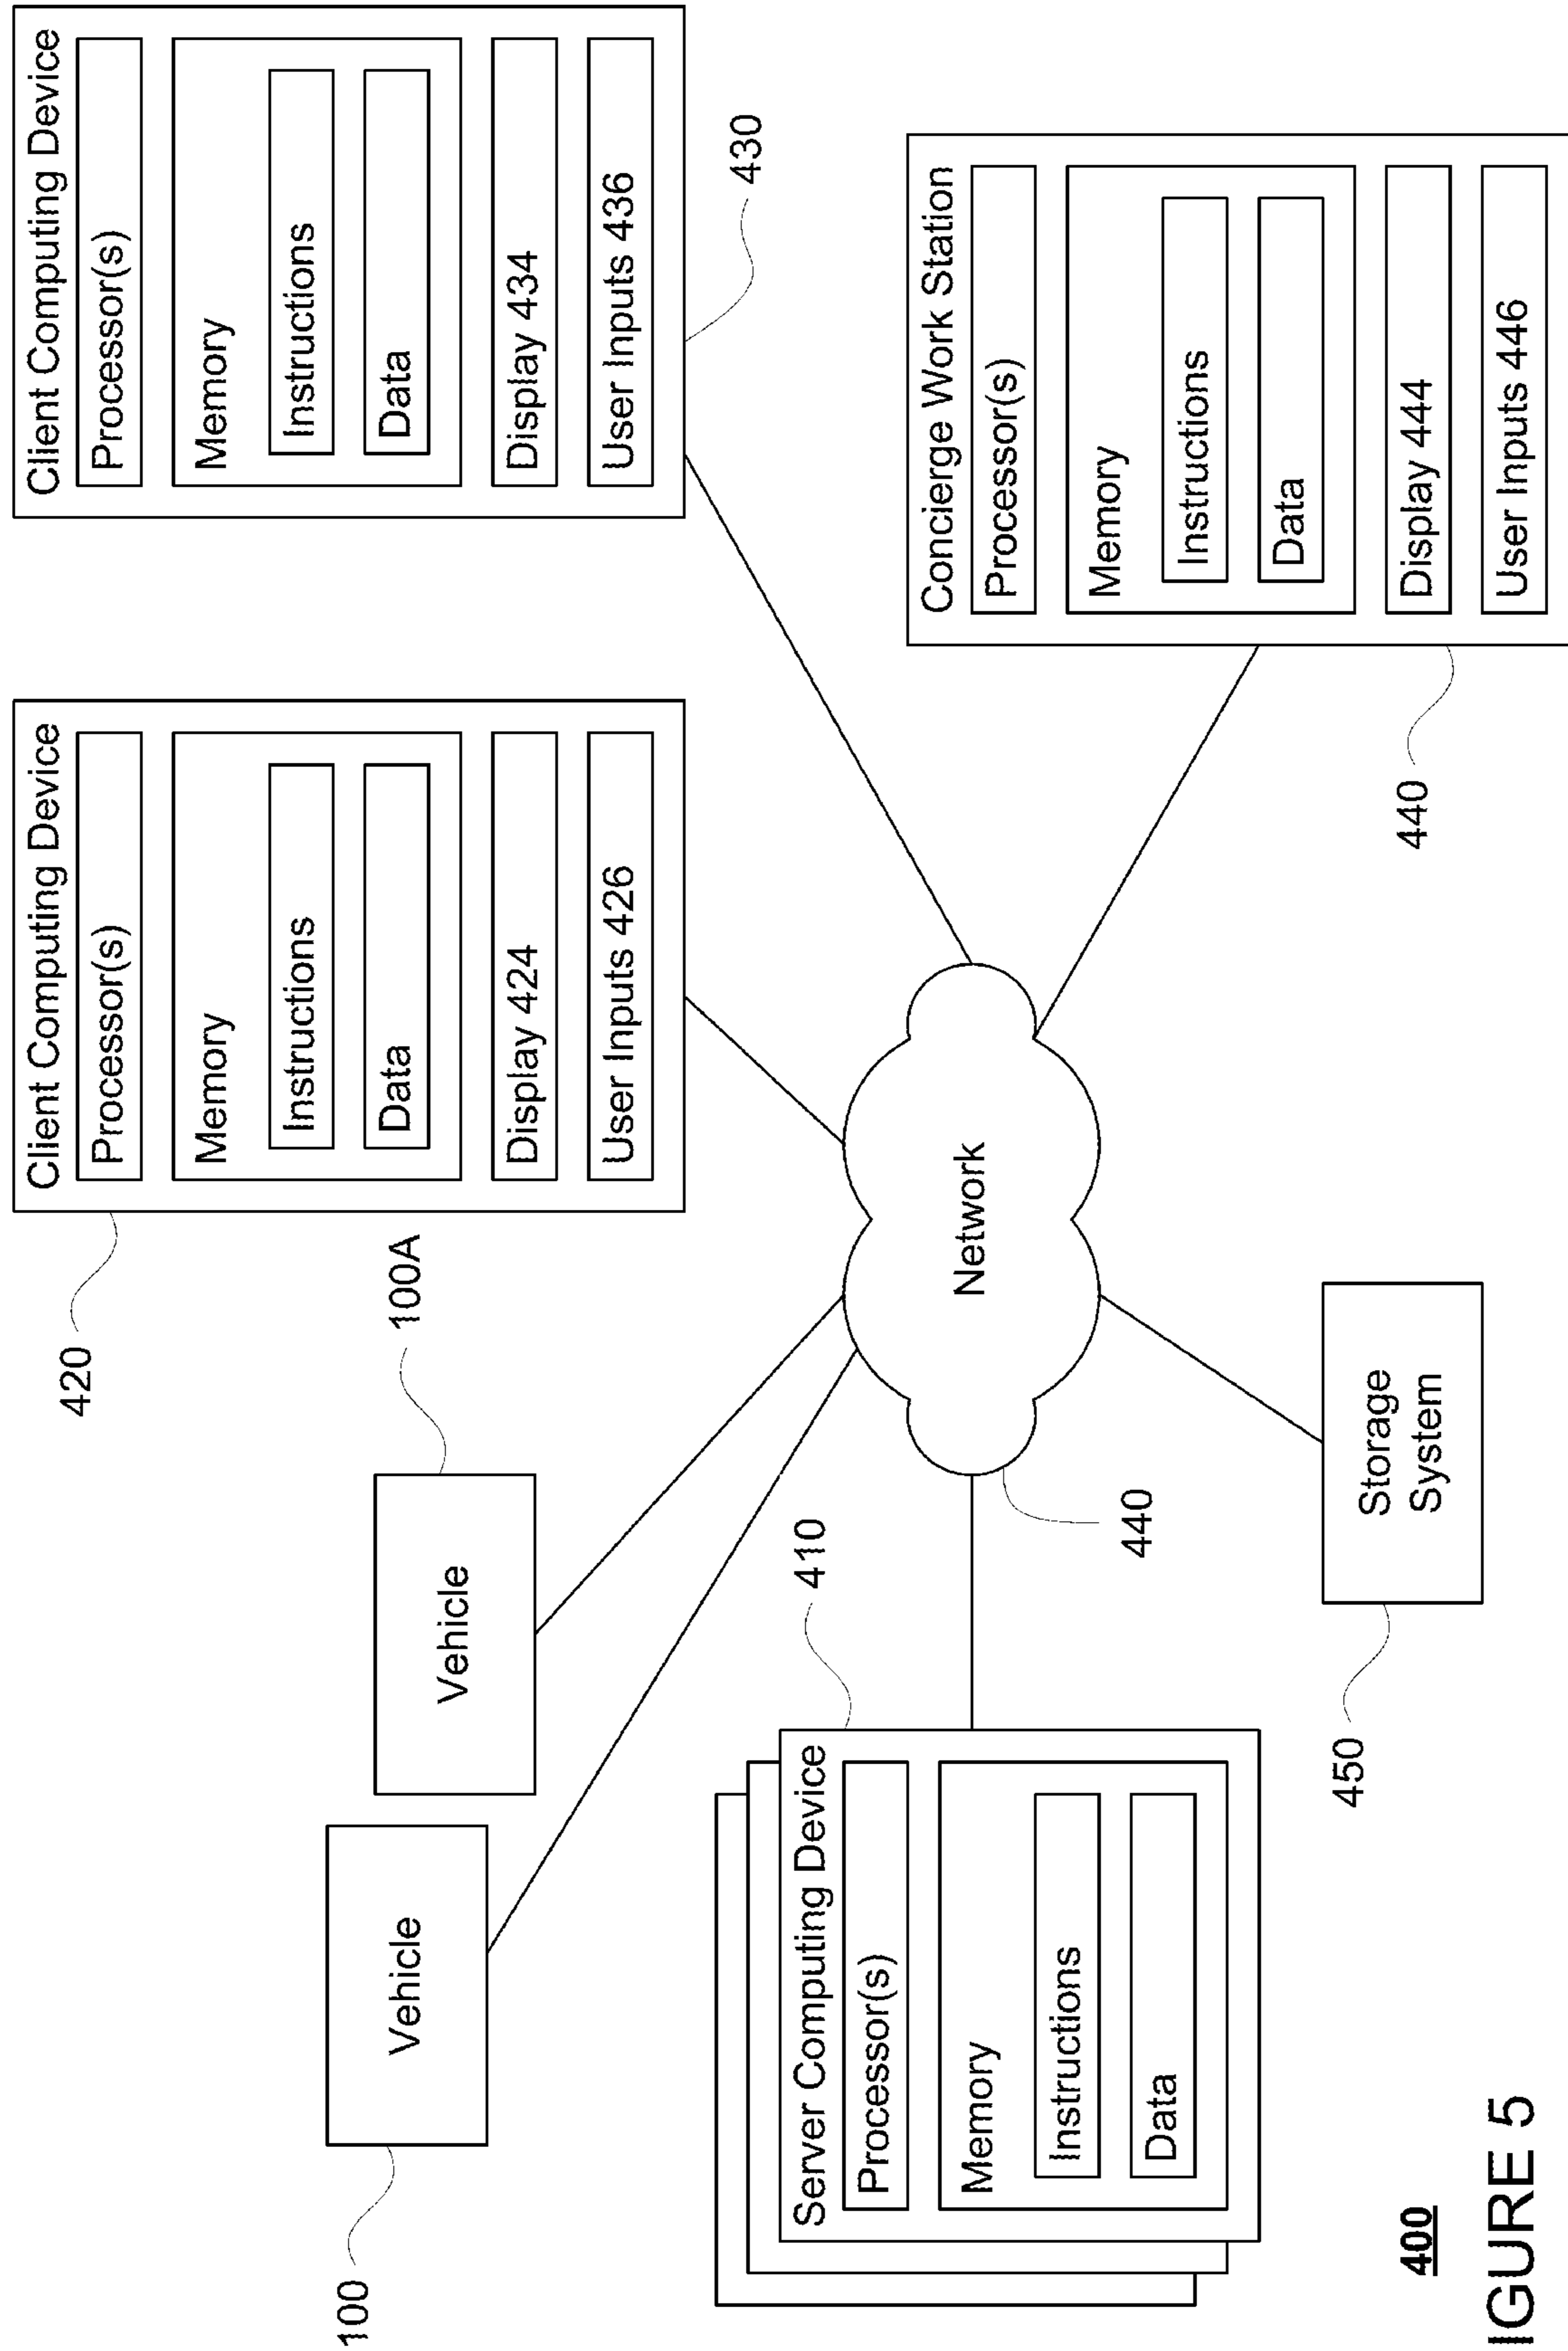 Client Computing Device
Processor(s)
Memory
Instructions
Data
Display 424
User Inputs 426
420
Client Computing Device
Processor(s)
Memory
Instructions
Data
Display 434
User Inputs 436
430
100
Vehicle
Vehicle
100A
Server Computing Device
Processor(s)
Memory
Instructions
Data
410
Network
440
Concierge Work Station
Processor(s)
Memory
Instructions
Data
Display 444
User Inputs 446
440
Storage
System
450
400
IGURE 5